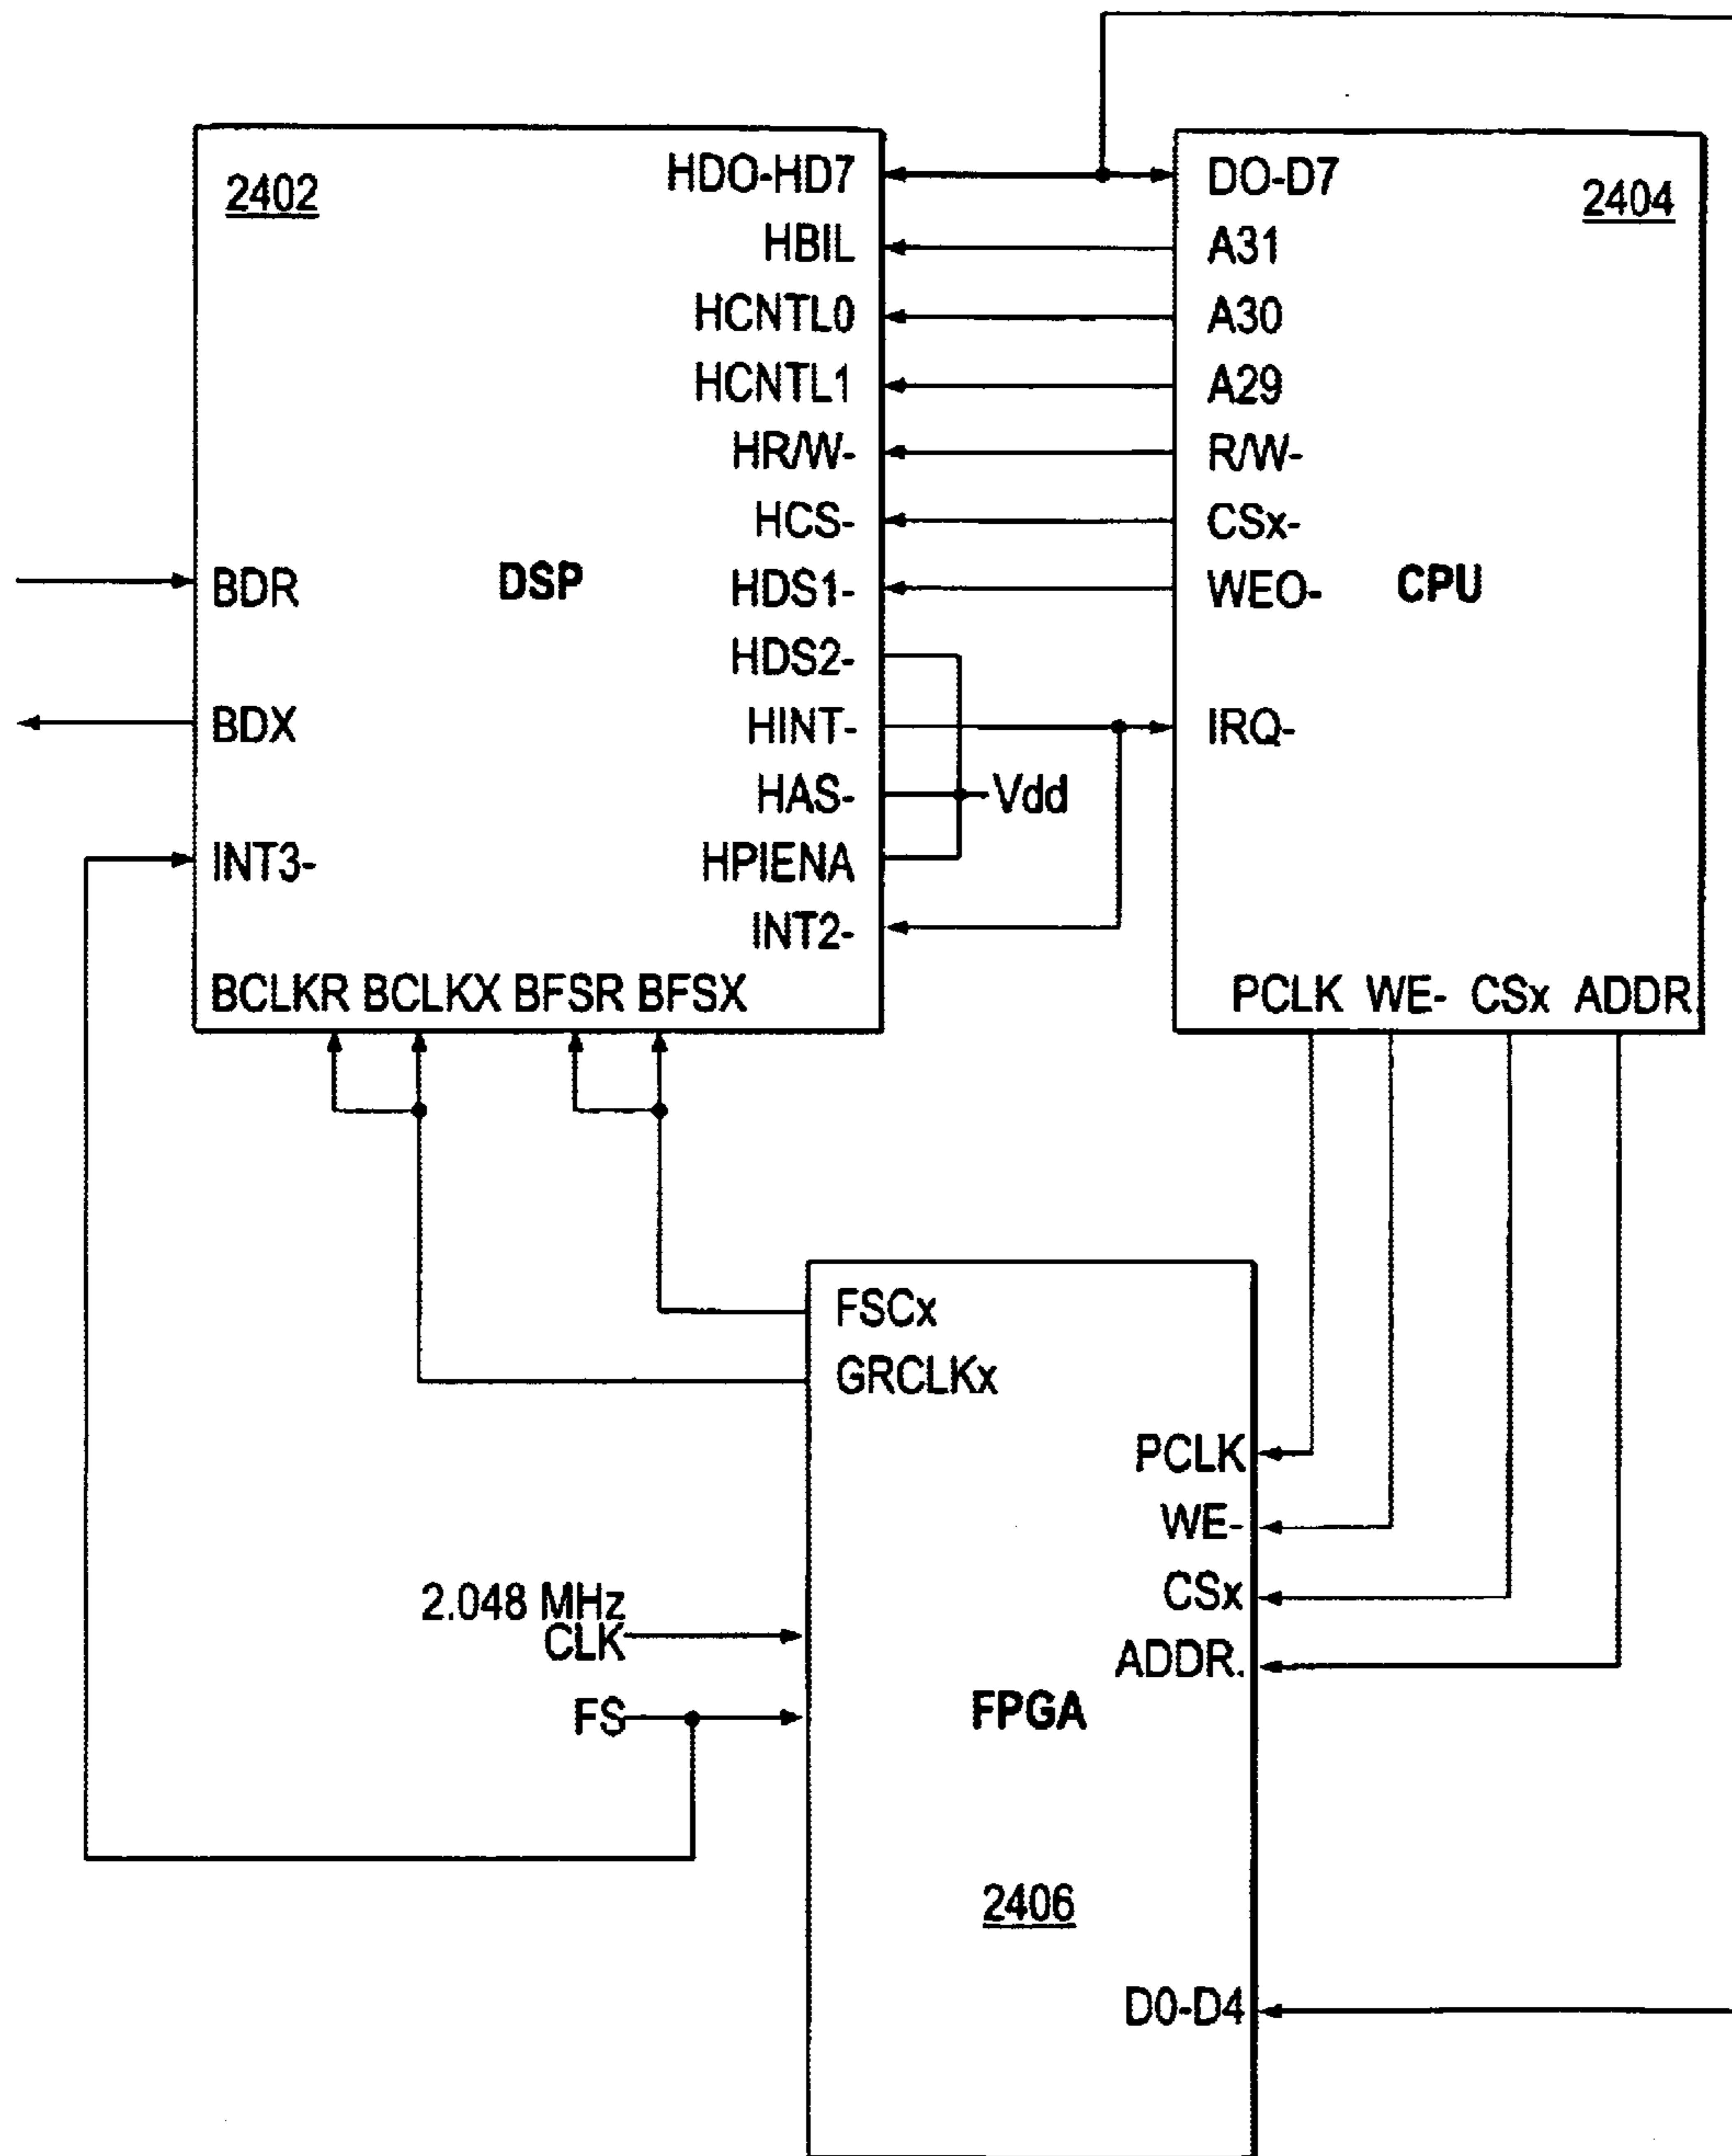 2402
HDO-HD7
HBIL
HCNTL0
HCNTL1
HR/W-
HCS-
BDR
DSP
HDS1-
HDS2-
BDX
HINT-
HAS-
Vdd
INT3-
HPIENA
INT2-
BCLKR BCLKX BFSR BFSX
DO-D7
2404
A31
A30
A29
R/W-
CSx-
WEO-
CPU
IRQ-
PCLK WE- CSx ADDR
FSCx
GRCLKx
PCLK
WE-
CSx
ADDR.
2.048 MHz
CLK
FS
FPGA
2406
D0-D4